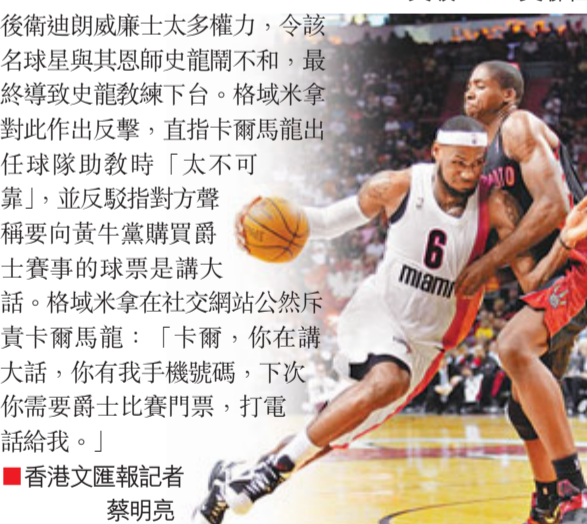 後衛迪朗威廉士太多權力，令該
名球星與其恩師史龍鬧不和，最
終導致史龍教練下台。格域米拿
對此作出反擊，直指卡爾馬龍出
任球隊助教時「太不可
靠」，並反駁指對方聲
稱要向黃牛黨購買爵
士賽事的球票是講大
話。格域米拿在社交網站公然斥
責卡爾馬龍：「卡爾，你在講
大話，你有我手機號碼，下次
你需要爵士比賽門票，打電
話給我。」
■香港文匯報記者
蔡明亮
6
miami